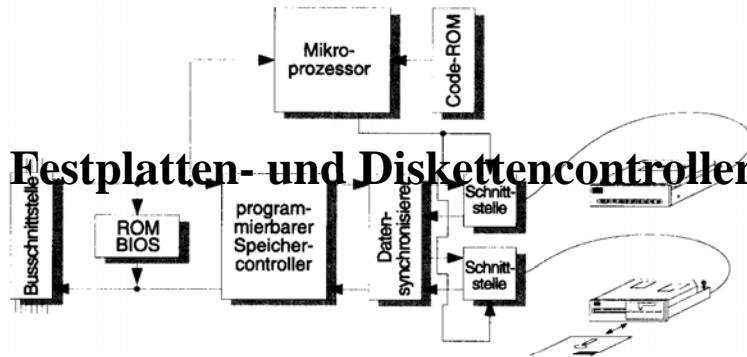 Mikro-
prozessor
Code-ROM
Festplatten- und Diskettencontroller
Busschnittstelle
ROM
BIOS
program-
mierbarer
Speicher-
controller
Daten-
synchronisierer
Schnitt-
stelle
Schnitt-
stelle